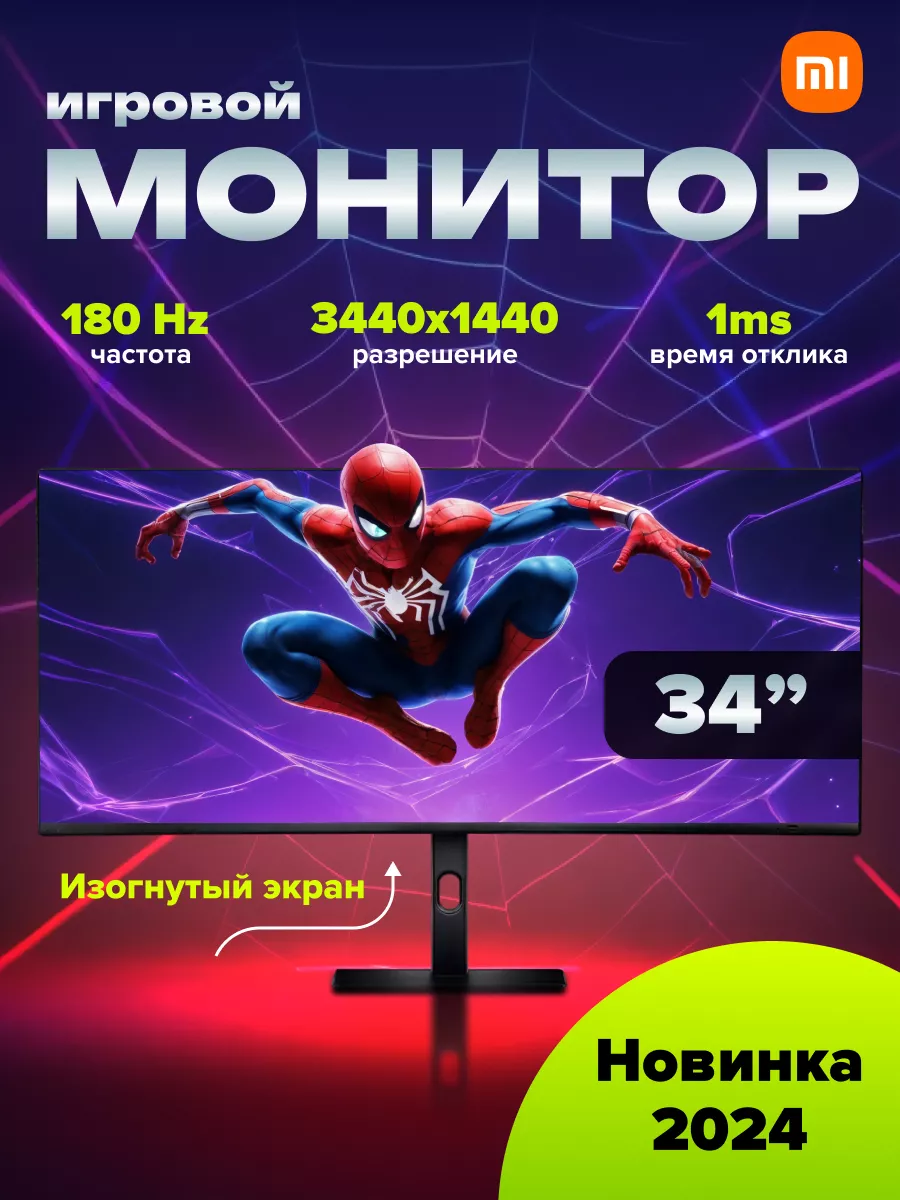 mi
игровой
МОНИТОР
180 Hz
частота
3440x1440
разрешение
1ms
время отклика
34”
Изогнутый экран
Новинка
2024